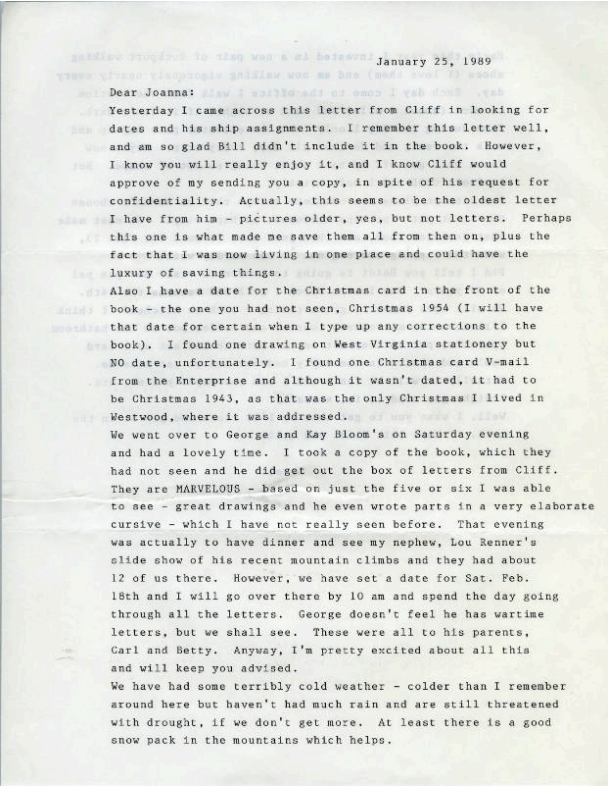 January 25, 1989
Dear Joanna:
Yesterday I came across this letter from Cliff in looking for
dates and his ship assignments. I remember this letter well,
and am so glad Bill didn't include it in the book. However,
I know you will really enjoy it, and I know Cliff would
approve of my sending you a copy, in spite of his request for
confidentiality. Actually, this seems to be the oldest letter
I have from him - pictures older, yes, but not letters. Perhaps
this one is what made me save them all from then on, plus the
fact that I was now living in one place and could have the
luxury of saving things.
Also I have a date for the Christmas card in the front of the
book - the one you had not seen, Christmas 1954 (I will have
that date for certain when I type up any corrections to the
book). I found one drawing on West Virginia stationery but
NO date, unfortunately. I found one Christmas card V-mail
from the Enterprise and although it wasn't dated, it had to
be Christmas 1943, as that was the only Christmas I lived in
Westwood, where it was addressed.
We went over to George and Kay Bloom's on Saturday evening
and had a lovely time. I took a copy of the book, which they
had not seen and he did get out the box of letters from Cliff.
They are MARVELOUS - based on just the five or six I was able
to see - great drawings and he even wrote parts in a very elaborate
cursive - which I have not really seen before. That evening
was actually to have dinner and see my nephew, Lou Renner's
slide show of his recent mountain climbs and they had about
12 of us there. However, we have set a date for Sat. Feb.
18th and I will go over there by 10 am and spend the day going
through all the letters. George doesn't feel he has wartime
letters, but we shall see. These were all to his parents,
Carl and Betty. Anyway, I'm pretty excited about all this
and will keep you advised.
We have had some terribly cold weather - colder than I remember
around here but haven't had much rain and are still threatened
with drought, if we don't get more. At least there is a good
snow pack in the mountains which helps.